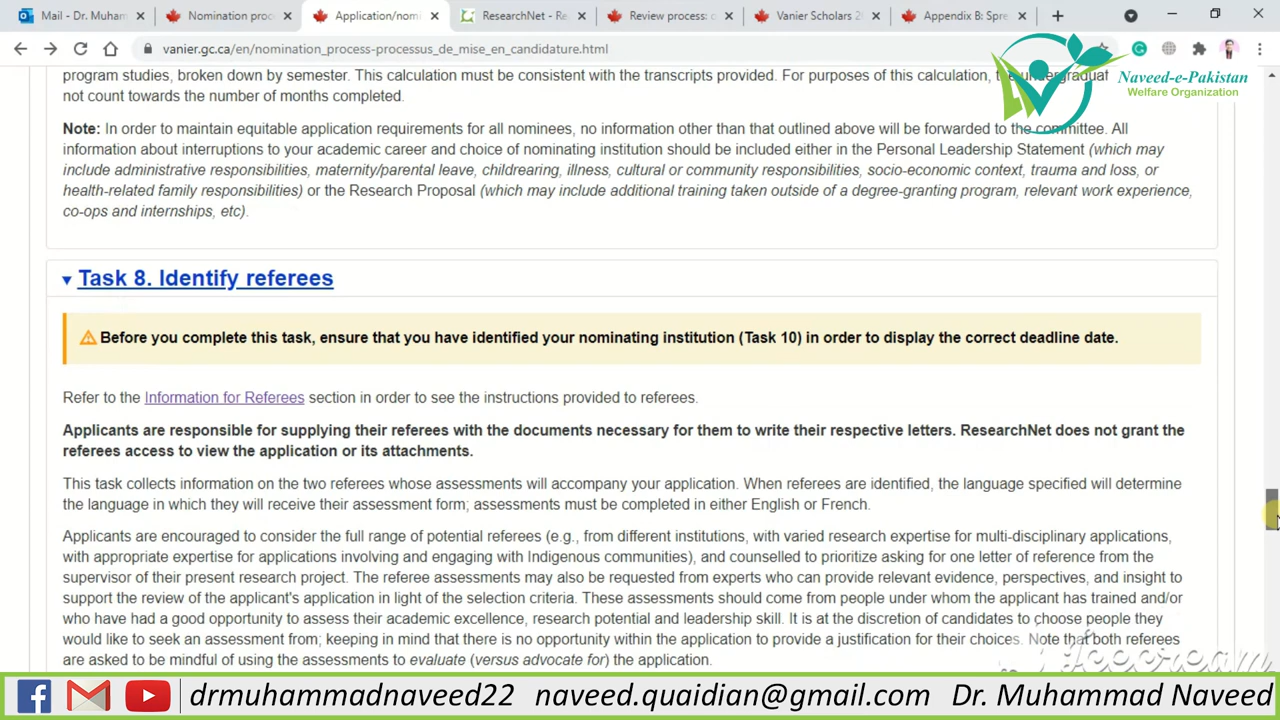 Mail - Dr. Muham
Nomination proc
Application/nomi
ResearchNet - Re
Review process: c
Vanier Scholars 2
Appendix B: Spre
vanier.gc.ca/en/nomination_process-processus_de_mise_en_candidature.html
Naveed-e-Pakistan
Welfare Organization
program studies, broken down by semester. This calculation must be consistent with the transcripts provided. For purposes of this calculation, the undergraduat
not count towards the number of months completed.
Note: In order to maintain equitable application requirements for all nominees, no information other than that outlined above will be forwarded to the committee. All
information about interruptions to your academic career and choice of nominating institution should be included either in the Personal Leadership Statement (which may
include administrative responsibilities, maternity/parental leave, childrearing, illness, cultural or community responsibilities, socio-economic context, trauma and loss, or
health-related family responsibilities) or the Research Proposal (which may include additional training taken outside of a degree-granting program, relevant work experience,
co-ops and internships, etc).
Task 8. Identify referees
Before you complete this task, ensure that you have identified your nominating institution (Task 10) in order to display the correct deadline date.
Refer to the Information for Referees section in order to see the instructions provided to referees.
Applicants are responsible for supplying their referees with the documents necessary for them to write their respective letters. ResearchNet does not grant the
referees access to view the application or its attachments.
This task collects information on the two referees whose assessments will accompany your application. When referees are identified, the language specified will determine
the language in which they will receive their assessment form; assessments must be completed in either English or French.
Applicants are encouraged to consider the full range of potential referees (e.g., from different institutions, with varied research expertise for multi-disciplinary applications,
with appropriate expertise for applications involving and engaging with Indigenous communities), and counselled to prioritize asking for one letter of reference from the
supervisor of their present research project. The referee assessments may also be requested from experts who can provide relevant evidence, perspectives, and insight to
support the review of the applicant's application in light of the selection criteria. These assessments should come from people under whom the applicant has trained and/or
who have had a good opportunity to assess their academic excellence, research potential and leadership skill. It is at the discretion of candidates to choose people they
would like to seek an assessment from; keeping in mind that there is no opportunity within the application to provide a justification for their choices. Note that both referees
are asked to be mindful of using the assessments to evaluate (versus advocate for) the application.
Icecream
drmuhammadnaveed22 naveed.quaidian@gmail.com Dr. Muhammad Naveed